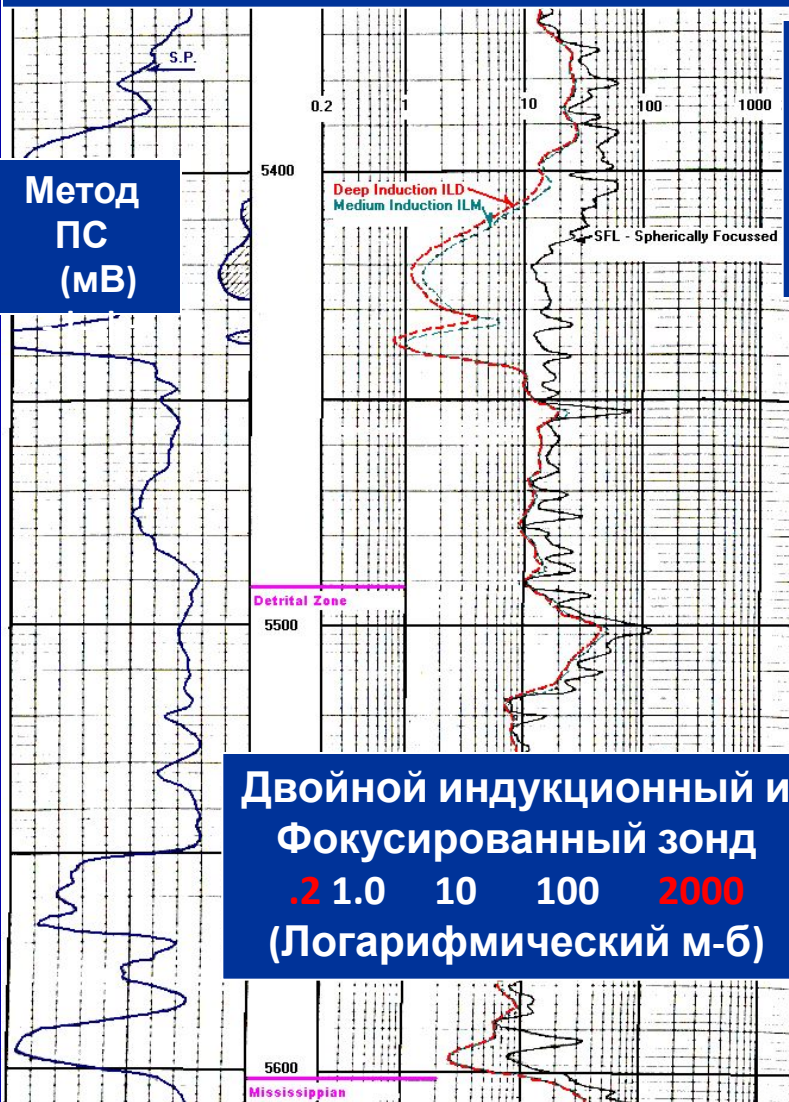 S.P.
0.2 1 10 100 1000
5400
Метод
ПС
(мВ)
Deep Induction ILD
Medium Induction ILM
SFL - Spherically Focussed
Detrital Zone
5500
Двойной индукционный и
Фокусированный зонд
.2 1.0 10 100 2000
(Логарифмический м-б)
5600
Mississippian